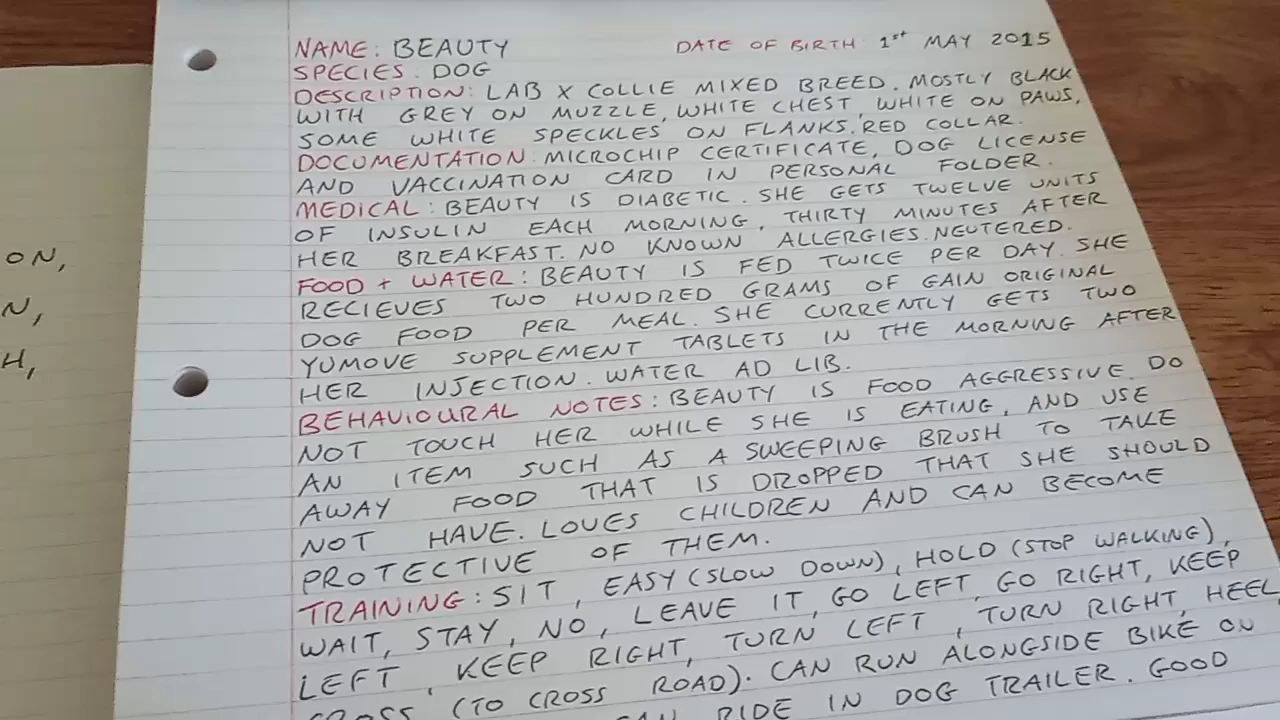 NAME: BEAUTY DATE OF BIRTH 1st MAY 2015
SPECIES: DOG
DESCRIPTION: LAB X COLLIE MIXED BREED. MOSTLY BLACK
WITH GREY ON MUZZLE, WHITE CHEST, WHITE ON PAWS,
SOME WHITE SPECKLES ON FLANKS. RED COLLAR.
DOCUMENTATION: MICROCHIP CERTIFICATE, DOG LICENSE
AND VACCINATION CARD IN PERSONAL FOLDER.
MEDICAL: BEAUTY IS DIABETIC. SHE GETS TWELVE UNITS
OF INSULIN EACH MORNING, THIRTY MINUTES AFTER
HER BREAKFAST. NO KNOWN ALLERGIES. NEUTERED.
FOOD + WATER: BEAUTY IS FED TWICE PER DAY. SHE
RECIEVES TWO HUNDRED GRAMS OF GAIN ORIGINAL
DOG FOOD PER MEAL. SHE CURRENTLY GETS TWO
YUMOVE SUPPLEMENT TABLETS IN THE MORNING AFTER
HER INJECTION. WATER AD LIB.
BEHAVIOURAL NOTES: BEAUTY IS FOOD AGGRESSIVE. DO
NOT TOUCH HER WHILE SHE IS EATING, AND USE
AN ITEM SUCH AS A SWEEPING BRUSH TO TAKE
AWAY FOOD THAT IS DROPPED THAT SHE SHOULD
NOT HAVE. LOVES CHILDREN AND CAN BECOME
PROTECTIVE OF THEM.
TRAINING: SIT, EASY (SLOW DOWN), HOLD (STOP WALKING),
WAIT, STAY, NO, LEAVE IT, GO LEFT, GO RIGHT, KEEP
LEFT, KEEP RIGHT, TURN LEFT, TURN RIGHT, HEEL,
CROSS (TO CROSS ROAD). CAN RUN ALONGSIDE BIKE ON
CAN RIDE IN DOG TRAILER. GOOD
ON,
N,
H,